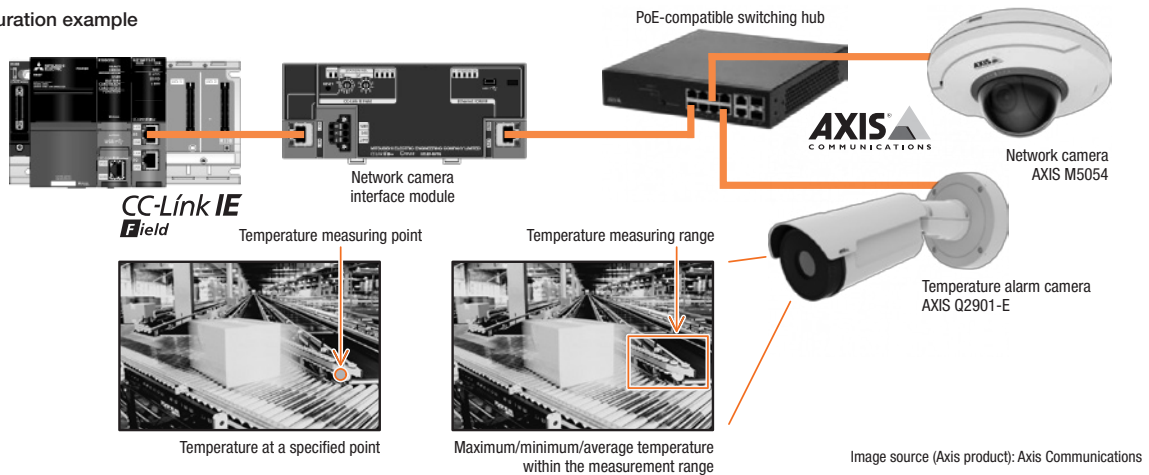 uration example
PoE-compatible switching hub
MITSUBISHI
ELECTRIC
AXIS
COMMUNICATIONS
Network camera
AXIS M5054
Network camera
interface module
CC-Link IE
Field
Temperature measuring point
Temperature measuring range
Temperature alarm camera
AXIS Q2901-E
Temperature at a specified point
Maximum/minimum/average temperature
within the measurement range
Image source (Axis product): Axis Communications